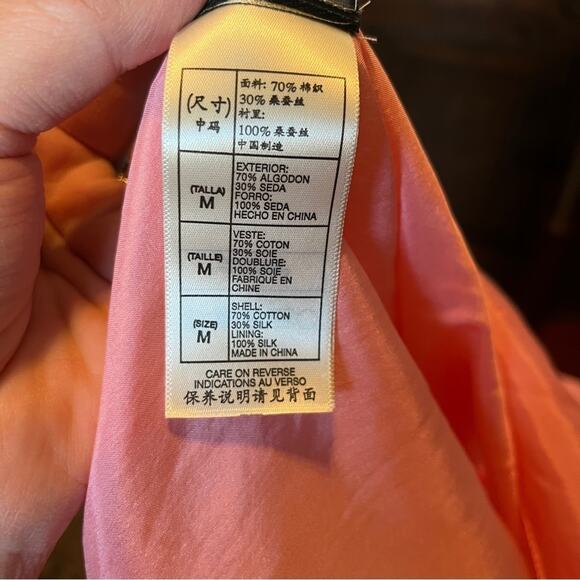 (尺寸)
中码
面料: 70% 棉织
30% 桑蚕丝
衬里:
100% 桑蚕丝
中国制造
(TALLA)
M
EXTERIOR:
70% ALGODON
30% SEDA
FORRO:
100% SEDA
HECHO EN CHINA
(TAILLE)
M
VESTE:
70% COTON
30% SOIE
DOUBLURE:
100% SOIE
FABRIQUÉ EN
CHINE
(SIZE)
M
SHELL:
70% COTTON
30% SILK
LINING:
100% SILK
MADE IN CHINA
CARE ON REVERSE
INDICATIONS AU VERSO
保养说明请见背面